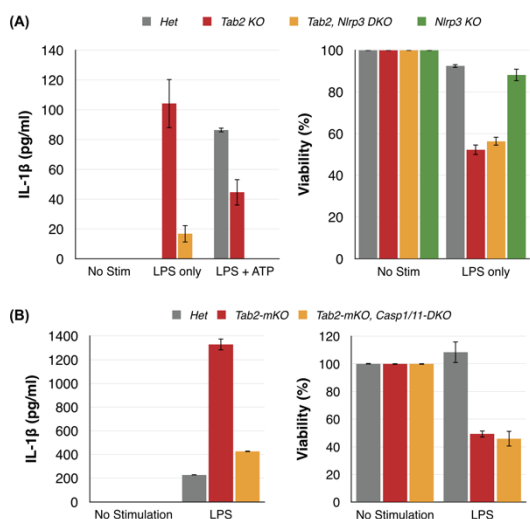 (A)
Het Tab2 KO Tab2, Nlrp3 DKO Nlrp3 KO
IL-1β (pg/ml)
140
120
100
80
60
40
20
0
No Stim LPS only LPS + ATP
Viability (%)
100
80
60
40
20
0
No Stim LPS only
(B)
Het Tab2-mKO Tab2-mKO, Casp1/11-DKO
IL-1β (pg/ml)
1400
1200
1000
800
600
400
200
0
No Stimulation LPS
Viability (%)
120
100
80
60
40
20
0
No Stimulation LPS